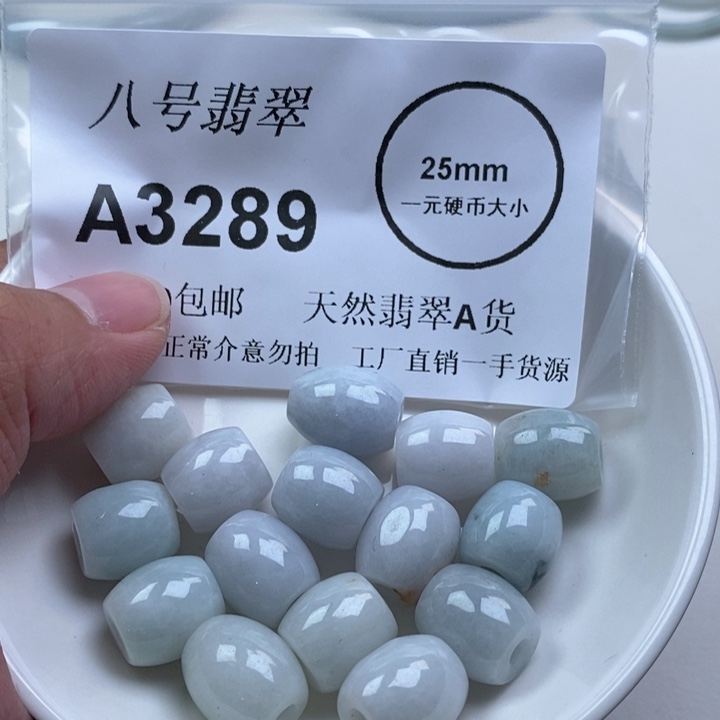 八号翡翠
25mm
一元硬币大小
A3289
包邮 天然翡翠A货
正常介意勿拍 工厂直销一手货源